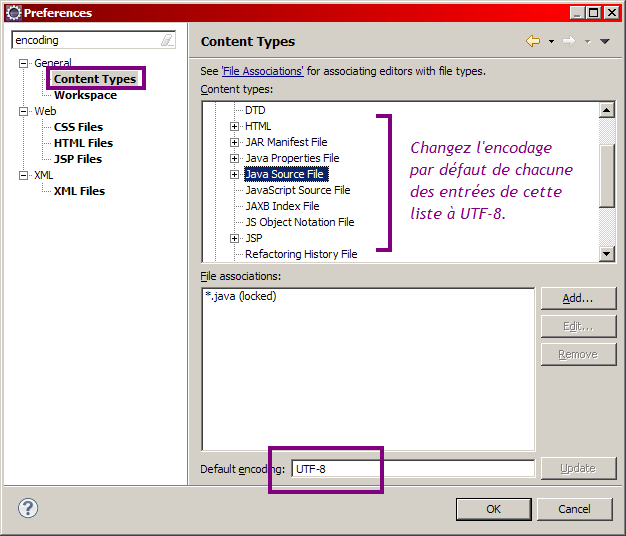 Preferences
encoding
General
Content Types
Workspace
Web
CSS Files
HTML Files
JSP Files
XML
XML Files
Content Types
See 'File Associations' for associating editors with file types.
Content types:
DTD
HTML
JAR Manifest File
Java Properties File
Java Source File
JavaScript Source File
JAXB Index File
JS Object Notation File
JSP
Refactoring History File
Changez l'encodage
par défaut de chacune
des entrées de cette
liste à UTF-8.
File associations:
*.java (locked)
Add...
Edit...
Remove
Default encoding: UTF-8
Update
?
OK Cancel